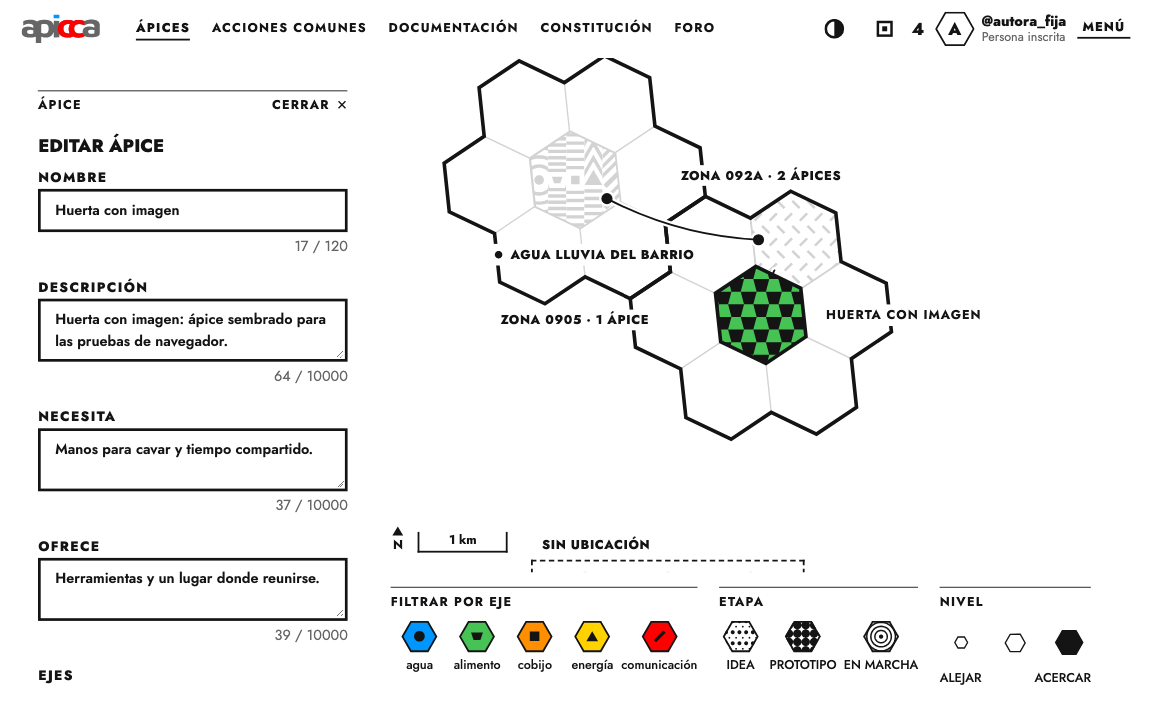 apicca
ÁPICES
ACCIONES COMUNES
DOCUMENTACIÓN
CONSTITUCIÓN
FORO
4
A
@autora_fija
Persona inscrita
MENÚ
ÁPICE
CERRAR ×
EDITAR ÁPICE
NOMBRE
Huerta con imagen
17 / 120
DESCRIPCIÓN
Huerta con imagen: ápice sembrado para
las pruebas de navegador.
64 / 10000
NECESITA
Manos para cavar y tiempo compartido.
37 / 10000
OFRECE
Herramientas y un lugar donde reunirse.
39 / 10000
EJES
ZONA 092A · 2 ÁPICES
AGUA LLUVIA DEL BARRIO
ZONA 0905 · 1 ÁPICE
HUERTA CON IMAGEN
N
1 km
SIN UBICACIÓN
FILTRAR POR EJE
agua
alimento
cobijo
energía
comunicación
ETAPA
IDEA
PROTOTIPO
EN MARCHA
NIVEL
ALEJAR
ACERCAR